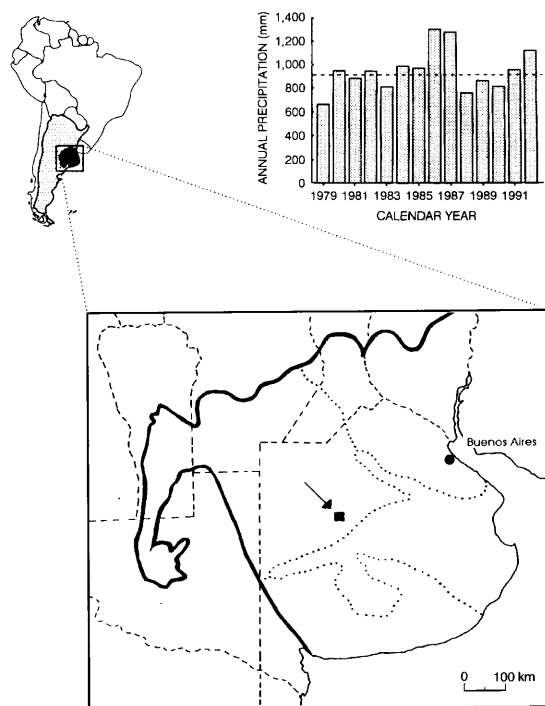 ANNUAL PRECIPITATION (mm)
1,400
1,200
1,000
800
600
400
200
0
1979 1981 1983 1985 1987 1989 1991
CALENDAR YEAR
Buenos Aires
0 100 km